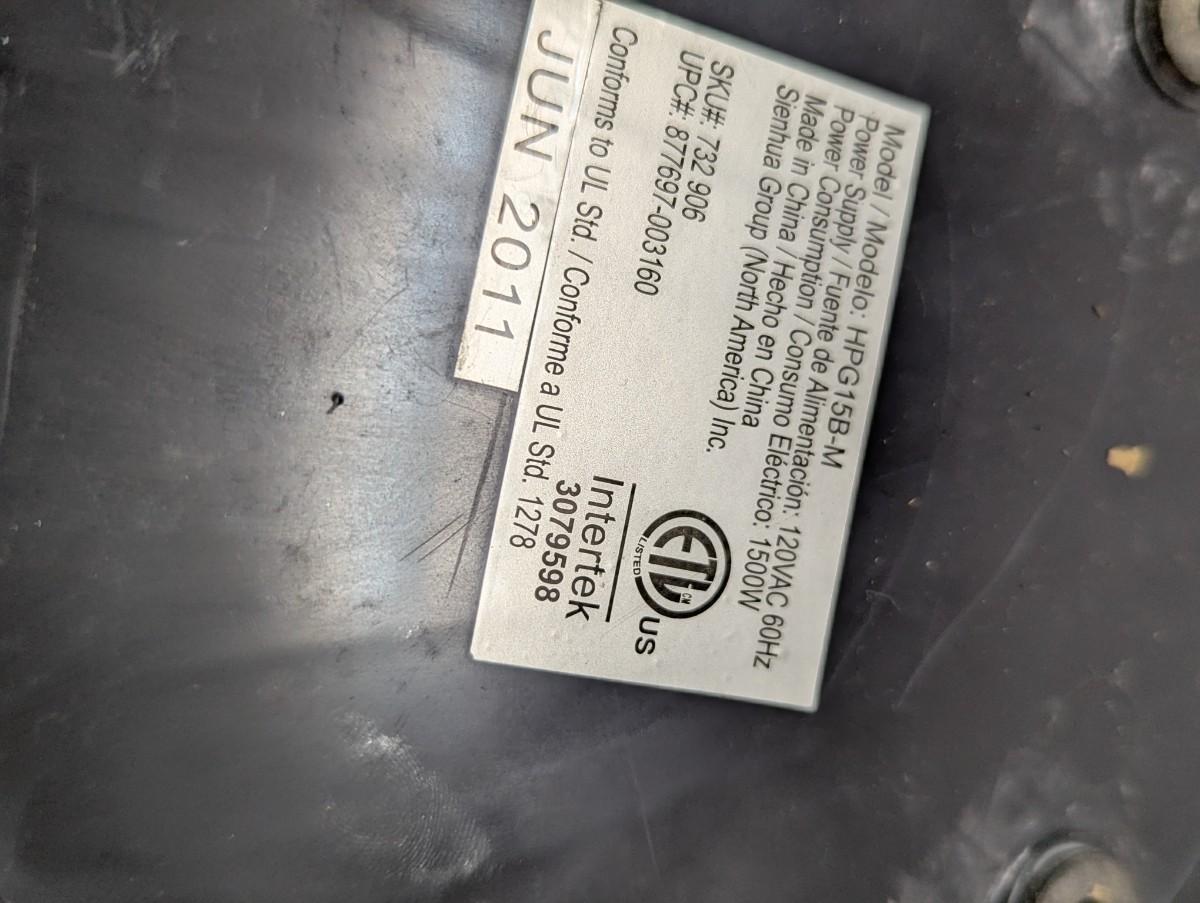 Model / Modelo: HPG15B-M
Power Supply / Fuente de Alimentación: 120VAC 60Hz
Power Consumption / Consumo Eléctrico: 1500W
Made in China / Hecho en China
Sienhua Group (North America) Inc.
SKU#: 732 906
UPC#: 877697-003160
ETL CM
LISTED
US
Intertek
3079598
Conforms to UL Std. / Conforme a UL Std. 1278
JUN 2011